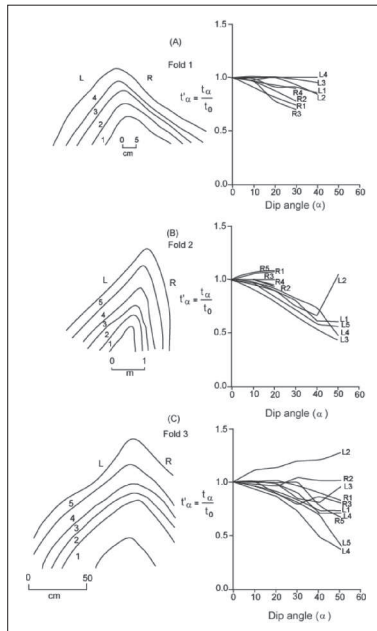 (A)
Fold 1
L
R
4
3
2
1
0 5
cm
t'α = tα/t0
1.5
1.0
0.5
0.0
0 10 20 30 40 50 60
Dip angle (α)
L4
L3
L1
L2
R4
R2
R1
R3
(B)
Fold 2
L
R
5
4
3
2
1
0 1
m
t'α = tα/t0
1.5
1.0
0.5
0.0
0 10 20 30 40 50 60
Dip angle (α)
R5
R1
R3
R4
R2
L2
L1
L5
L4
L3
(C)
Fold 3
L
R
5
4
3
2
1
0 50
cm
t'α = tα/t0
1.5
1.0
0.5
0.0
0 10 20 30 40 50 60
Dip angle (α)
L2
R2
L3
R1
R3
L1
L4
R5
L5
L4